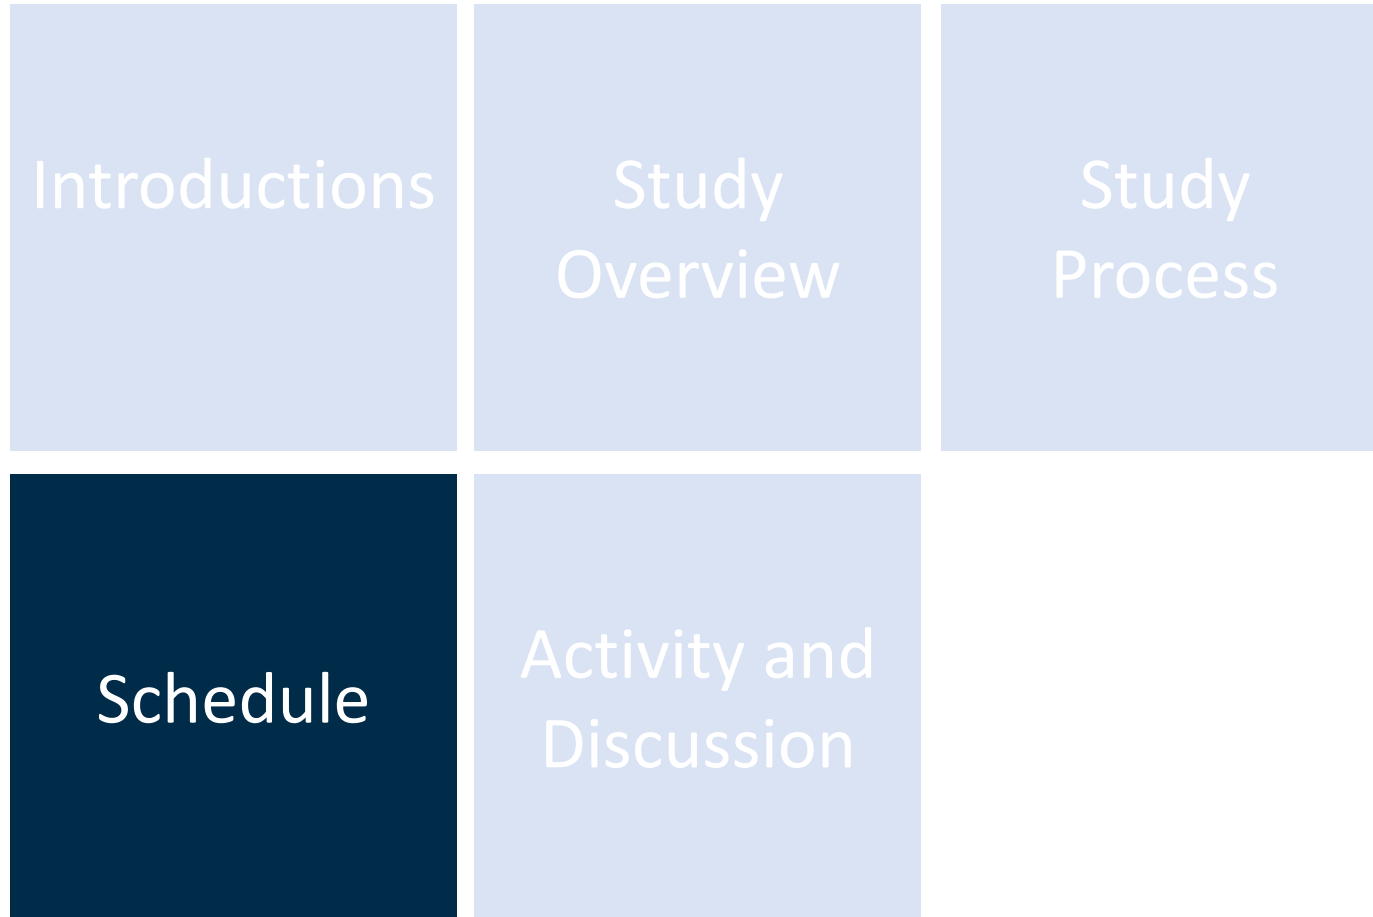 Introductions
Study
Overview
Study
Process
Schedule
Activity and
Discussion